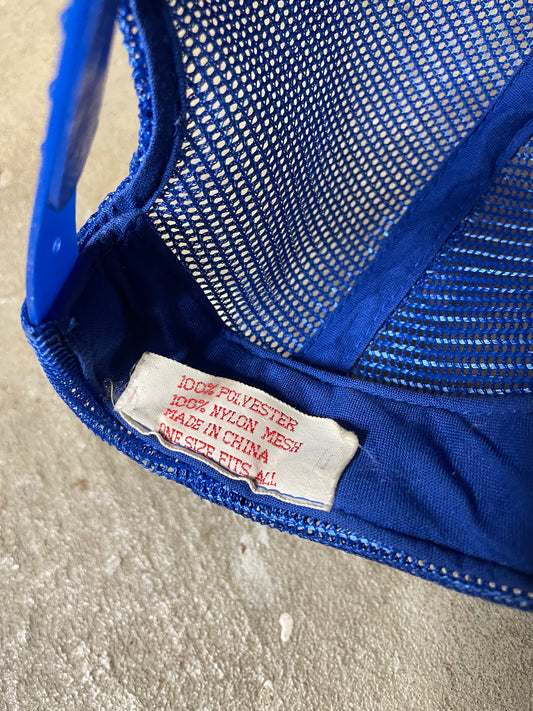 100% POLYESTER
100% NYLON MESH
MADE IN CHINA
ONE SIZE FITS ALL